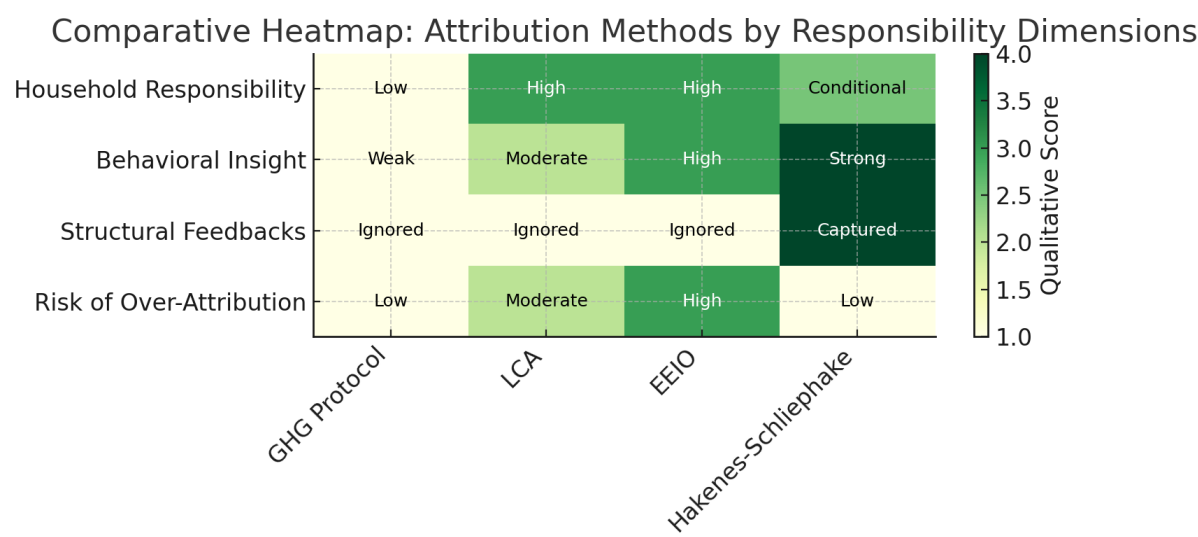 Comparative Heatmap: Attribution Methods by Responsibility Dimensions
Household Responsibility Low High High Conditional
Behavioral Insight Weak Moderate High Strong
Structural Feedbacks Ignored Ignored Ignored Captured
Risk of Over-Attribution Low Moderate High Low
GHG Protocol LCA EEIO Hakenes-Schliephake
4.0
3.5
3.0
2.5
2.0
1.5
1.0
Qualitative Score